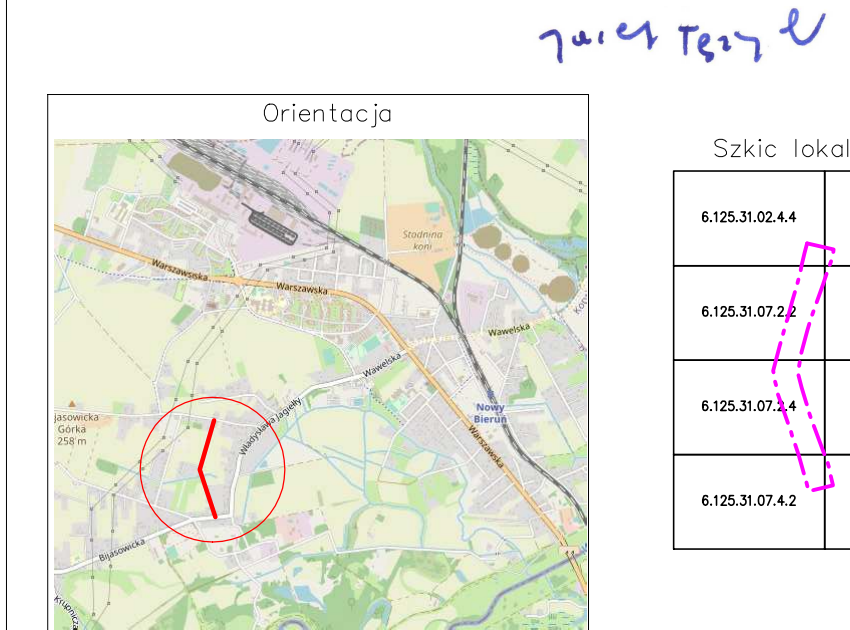 Orientacja
Szkic lokal
Stadnina
koni
Warszawska
Warszawska
Wawelska
Wawelska
Władysława Jagiełły
Nowy
Bieruń
Warszawska
jasowicka
Górka
258 m
Bijasowicka
Krupnicza
6.125.31.02.4.4
6.125.31.07.2.2
6.125.31.07.2.4
6.125.31.07.4.2